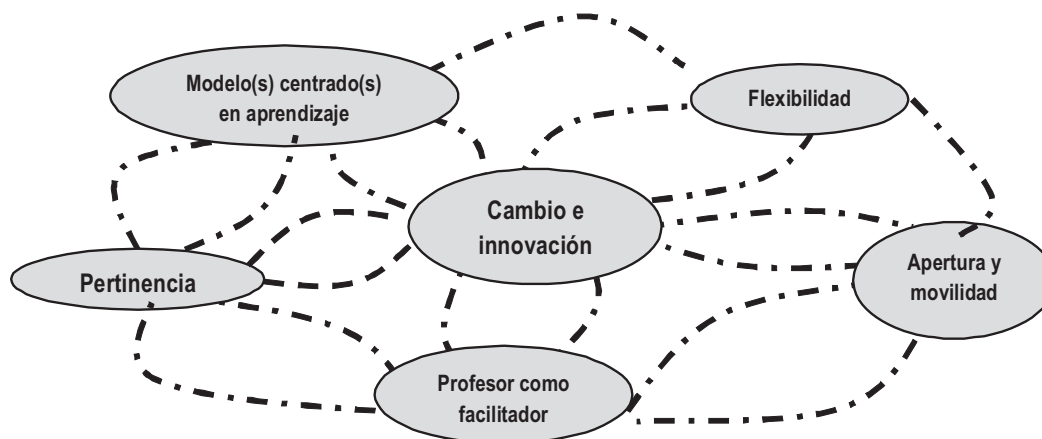 Modelo(s) centrado(s)
en aprendizaje
Flexibilidad
Cambio e
innovación
Pertinencia
Apertura y
movilidad
Profesor como
facilitador